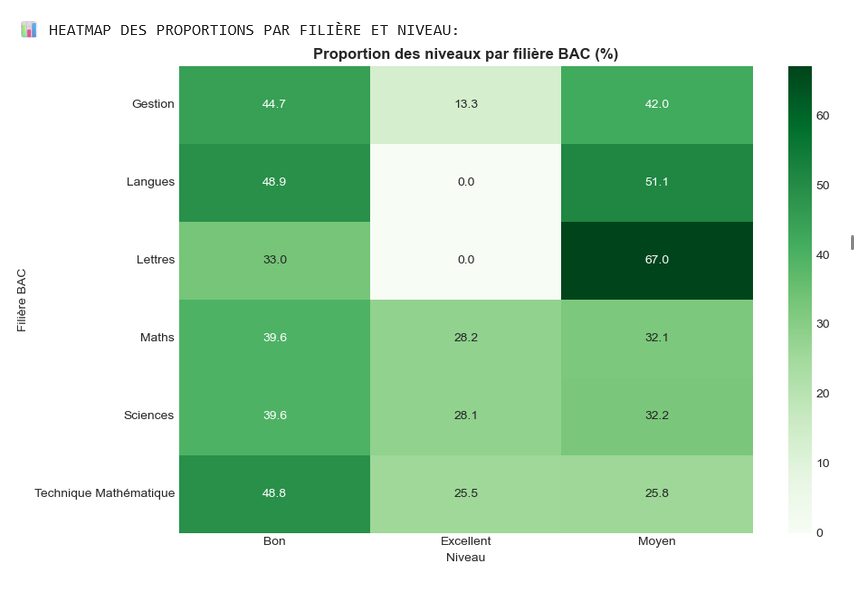 📊 HEATMAP DES PROPORTIONS PAR FILIÈRE ET NIVEAU:
Proportion des niveaux par filière BAC (%)
Gestion 44.7 13.3 42.0
Langues 48.9 0.0 51.1
Lettres 33.0 0.0 67.0
Maths 39.6 28.2 32.1
Sciences 39.6 28.1 32.2
Technique Mathématique 48.8 25.5 25.8
Bon Excellent Moyen
Niveau
Filière BAC
60
50
40
30
20
10
0